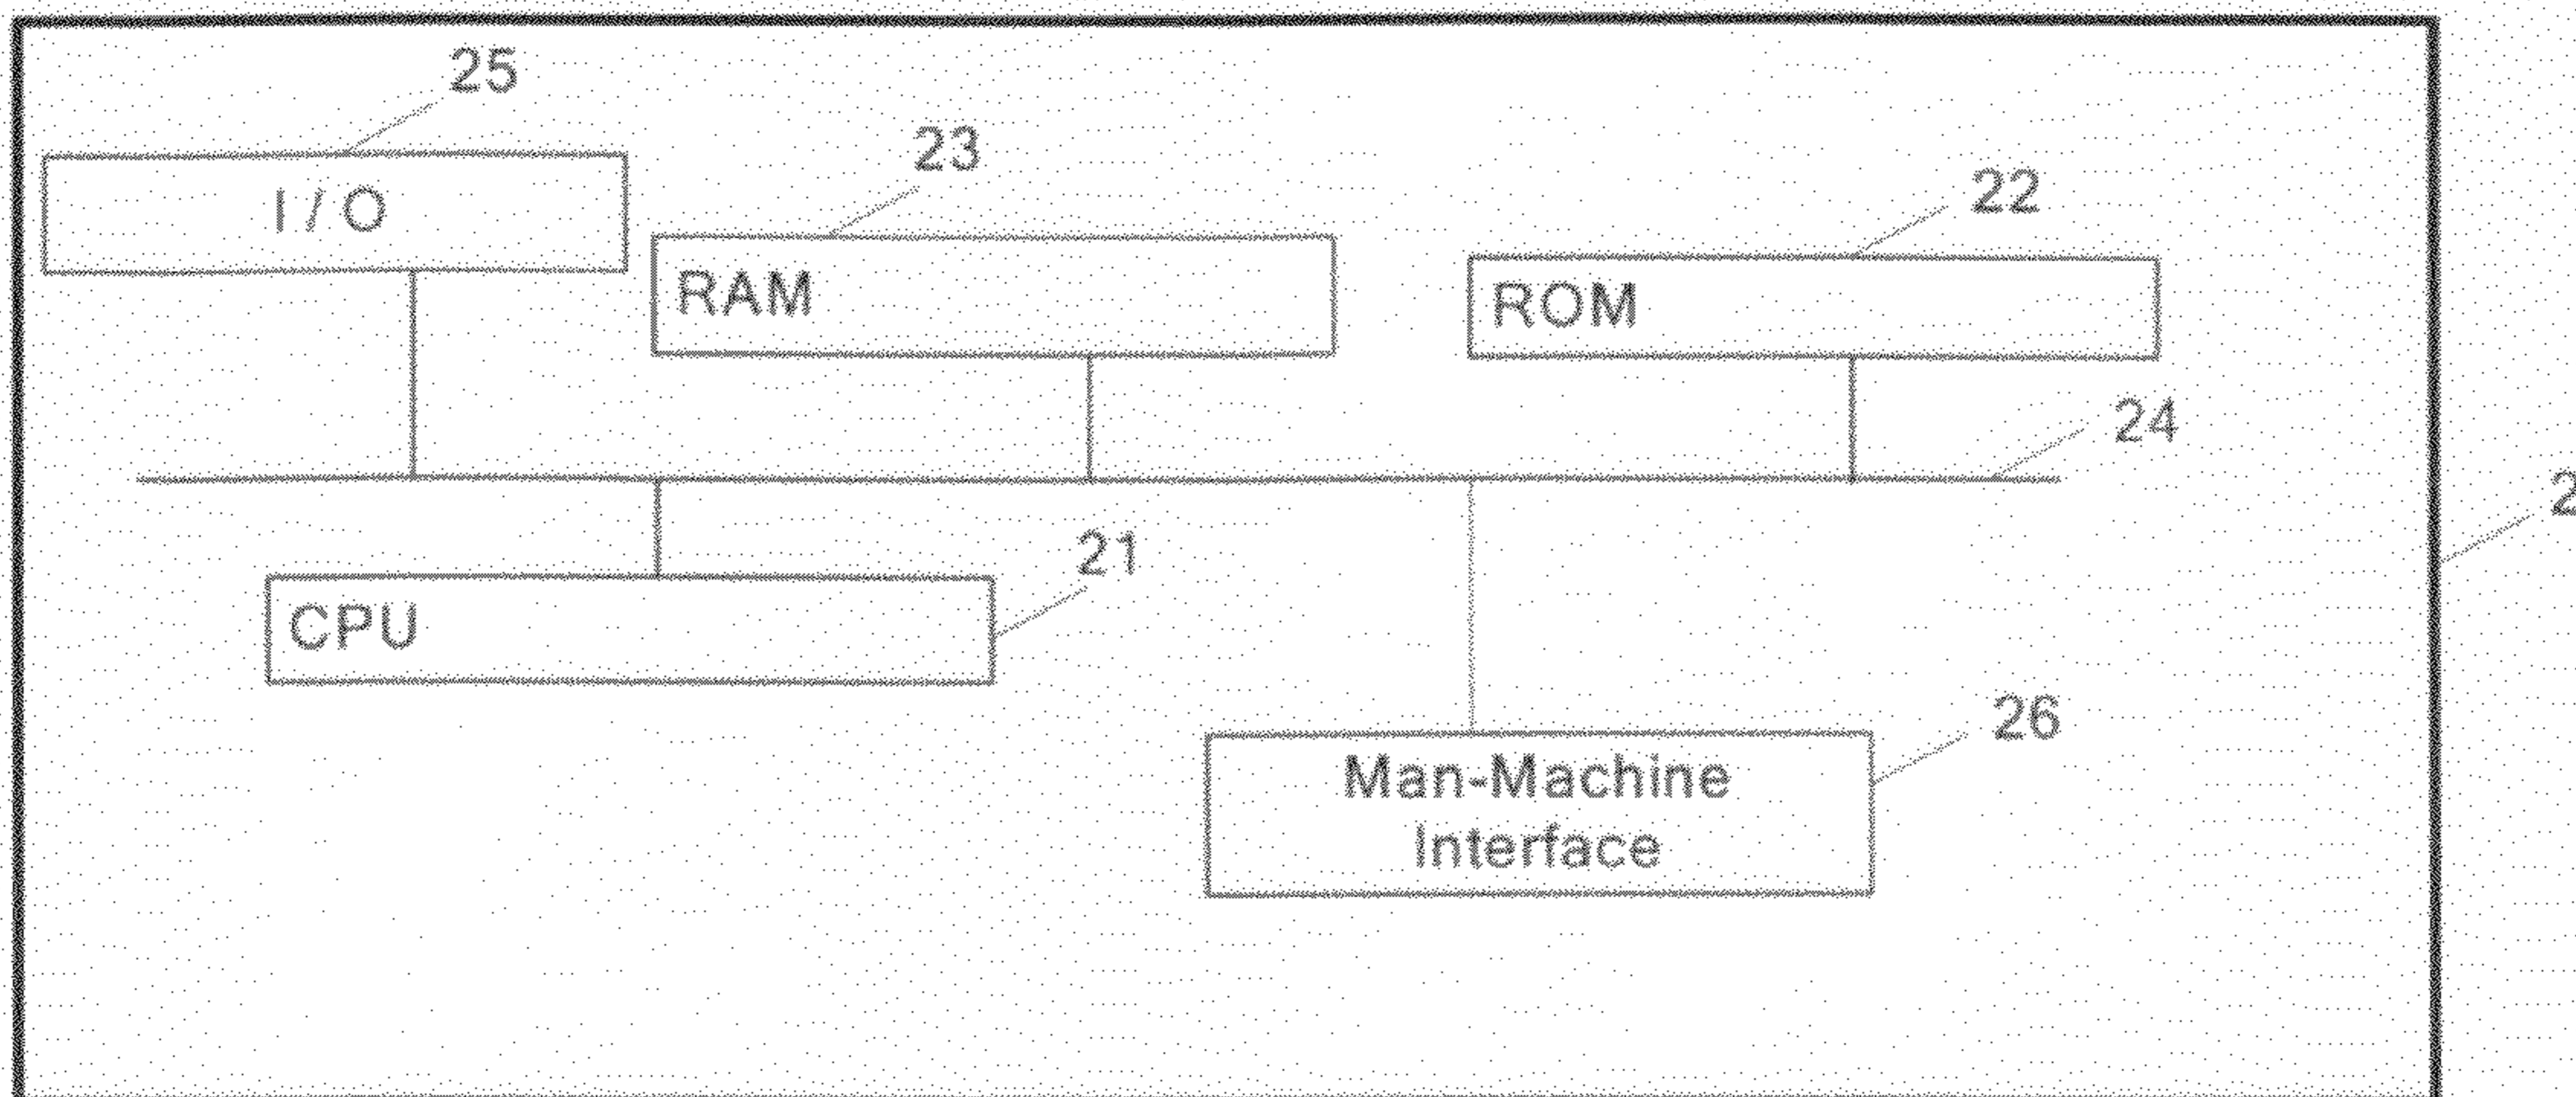 25
23
22
I / O
RAM
ROM
24
21
CPU
26
Man-Machine
Interface